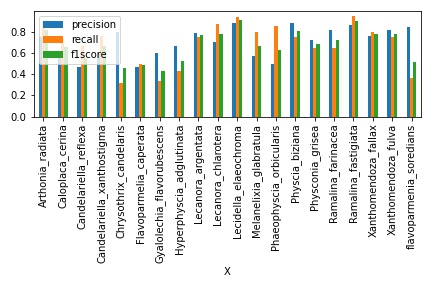 precision
recall
f1score
0.8
0.6
0.4
0.2
0.0
Arthonia_radiata
Caloplaca_cerina
Candelariella_reflexa
Candelariella_xanthostigma
Chrysothrix_candelaris
Flavoparmelia_caperata
Gyalolechia_flavorubescens
Hyperphyscia_adglutinata
Lecanora_argentata
Lecanora_chlarotera
Lecidella_elaeochroma
Melanelixia_glabratula
Phaeophyscia_orbicularis
Physcia_biziana
Physconia_grisea
Ramalina_farinacea
Ramalina_fastigiata
Xanthomendoza_fallax
Xanthomendoza_fulva
flavoparmenia_soredians
X